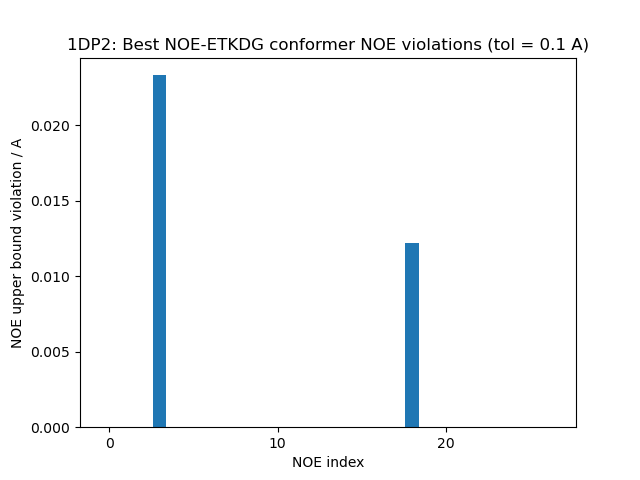 1DP2: Best NOE-ETKDG conformer NOE violations (tol = 0.1 A)
NOE upper bound violation / A
0.020
0.015
0.010
0.005
0.000
0 10 20
NOE index